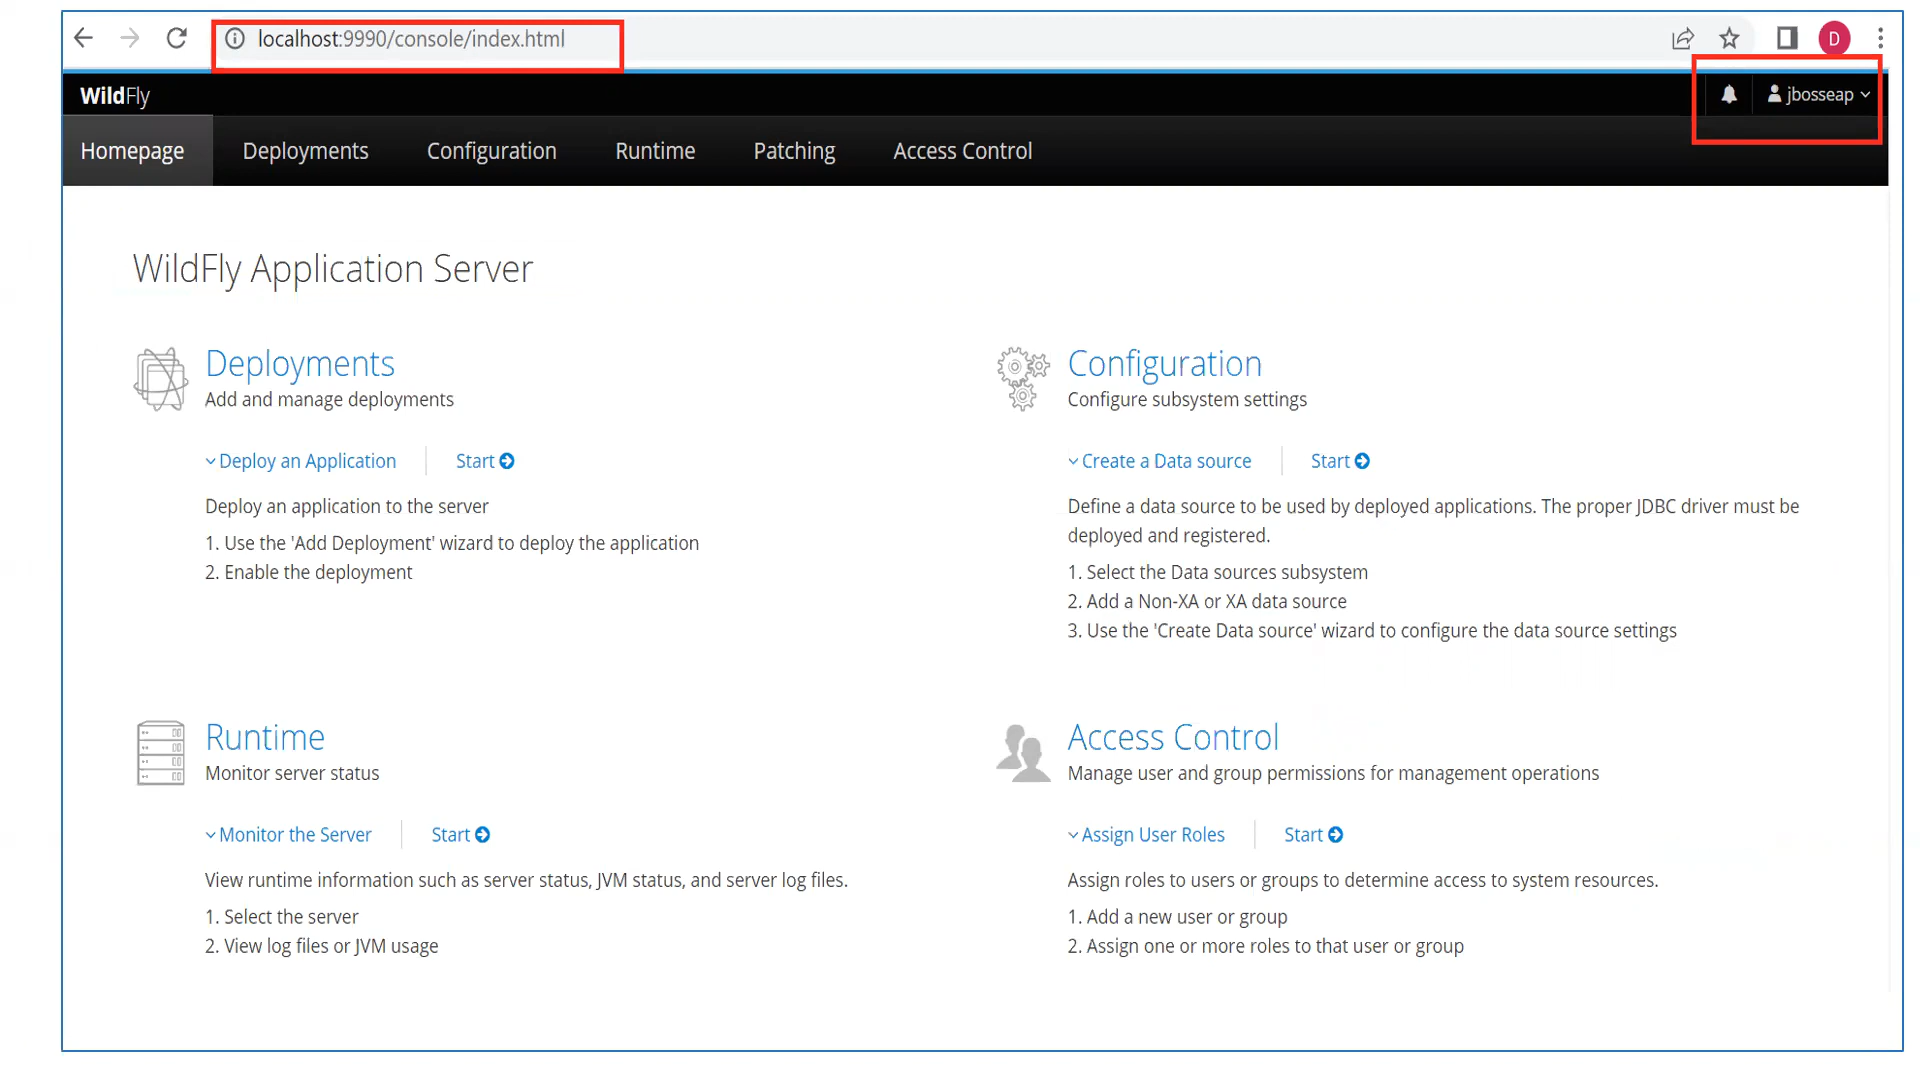 localhost:9990/console/index.html
D
WildFly
jbosseap
Homepage Deployments Configuration Runtime Patching Access Control
WildFly Application Server
Deployments
Add and manage deployments
Deploy an Application Start
Deploy an application to the server
1. Use the 'Add Deployment' wizard to deploy the application
2. Enable the deployment
Configuration
Configure subsystem settings
Create a Data source Start
Define a data source to be used by deployed applications. The proper JDBC driver must be
deployed and registered.
1. Select the Data sources subsystem
2. Add a Non-XA or XA data source
3. Use the 'Create Data source' wizard to configure the data source settings
Runtime
Monitor server status
Monitor the Server Start
View runtime information such as server status, JVM status, and server log files.
1. Select the server
2. View log files or JVM usage
Access Control
Manage user and group permissions for management operations
Assign User Roles Start
Assign roles to users or groups to determine access to system resources.
1. Add a new user or group
2. Assign one or more roles to that user or group